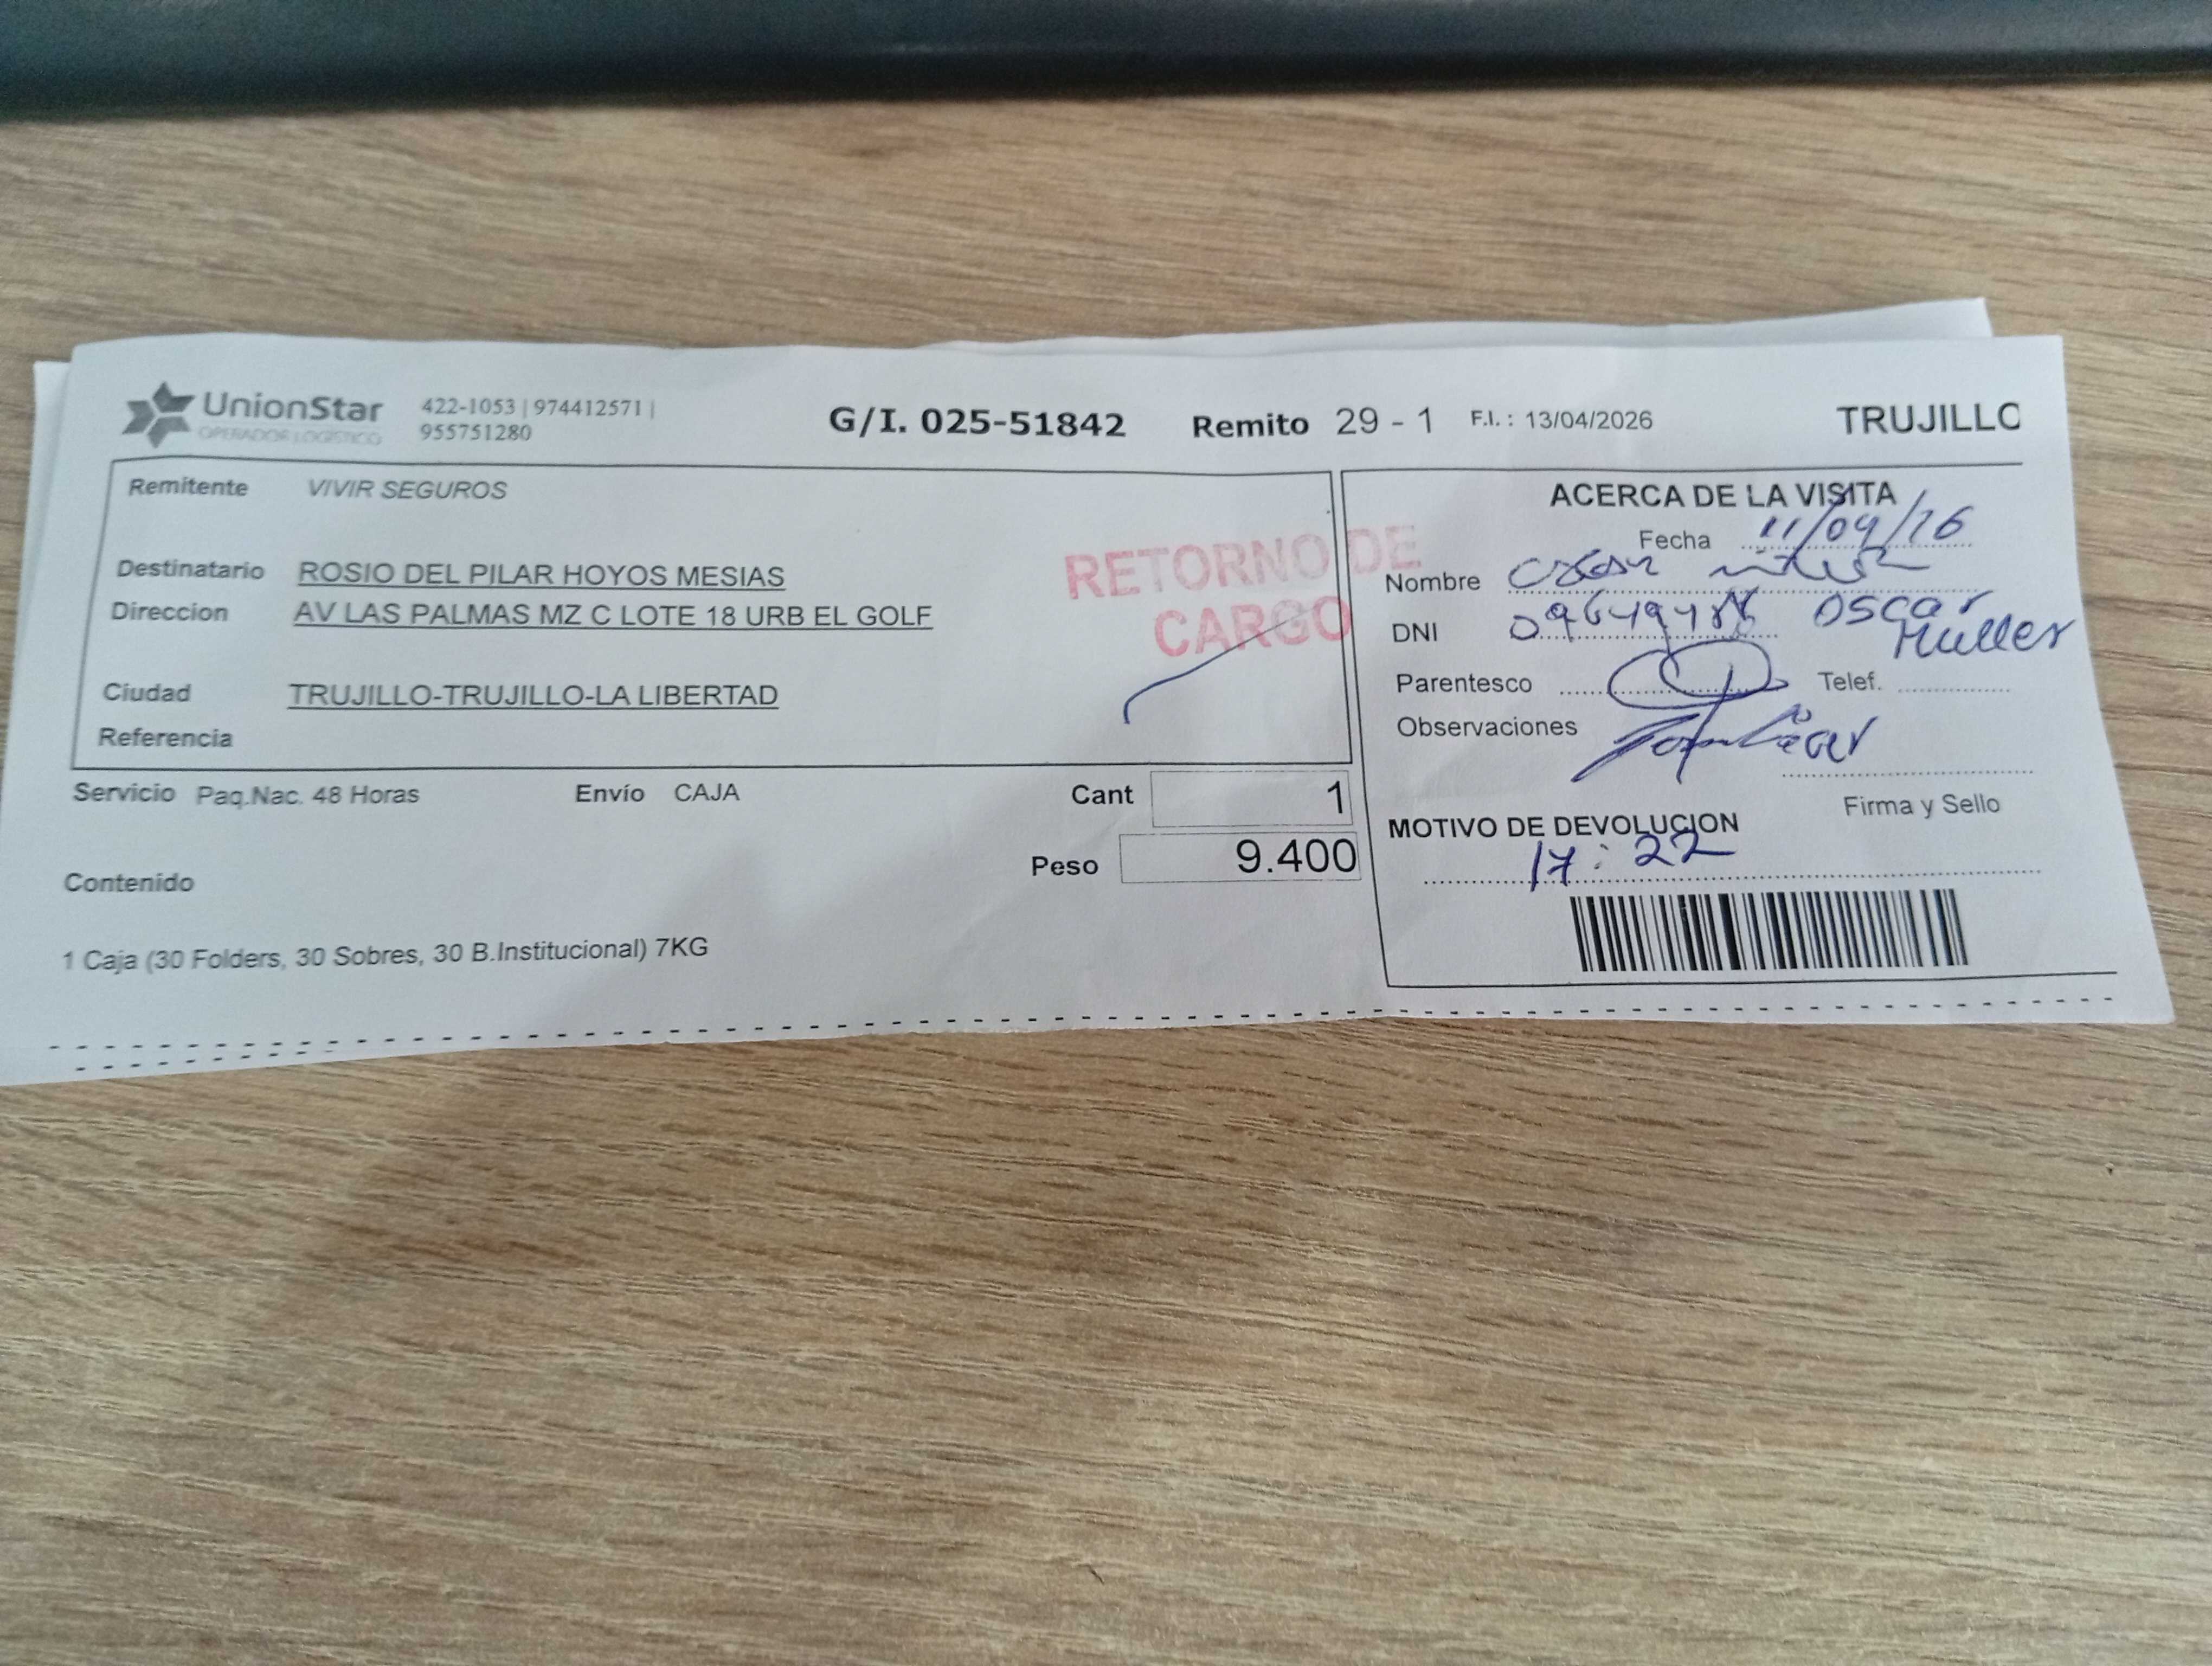 UnionStar
OPERADOR LOGISTICO
422-1053 | 974412571 |
955751280
G/I. 025-51842
Remito 29 - 1
F.I. : 13/04/2026
TRUJILLO
Remitente VIVIR SEGUROS
Destinatario ROSIO DEL PILAR HOYOS MESIAS
Direccion AV LAS PALMAS MZ C LOTE 18 URB EL GOLF
Ciudad TRUJILLO-TRUJILLO-LA LIBERTAD
Referencia
RETORNO DE
CARGO
Servicio Paq.Nac. 48 Horas Envío CAJA Cant 1
Peso 9.400
Contenido
1 Caja (30 Folders, 30 Sobres, 30 B.Institucional) 7KG
ACERCA DE LA VISITA
Fecha
Nombre
DNI
Oscar
Muller
Parentesco Telef.
Observaciones
Firma y Sello
MOTIVO DE DEVOLUCION
17:22